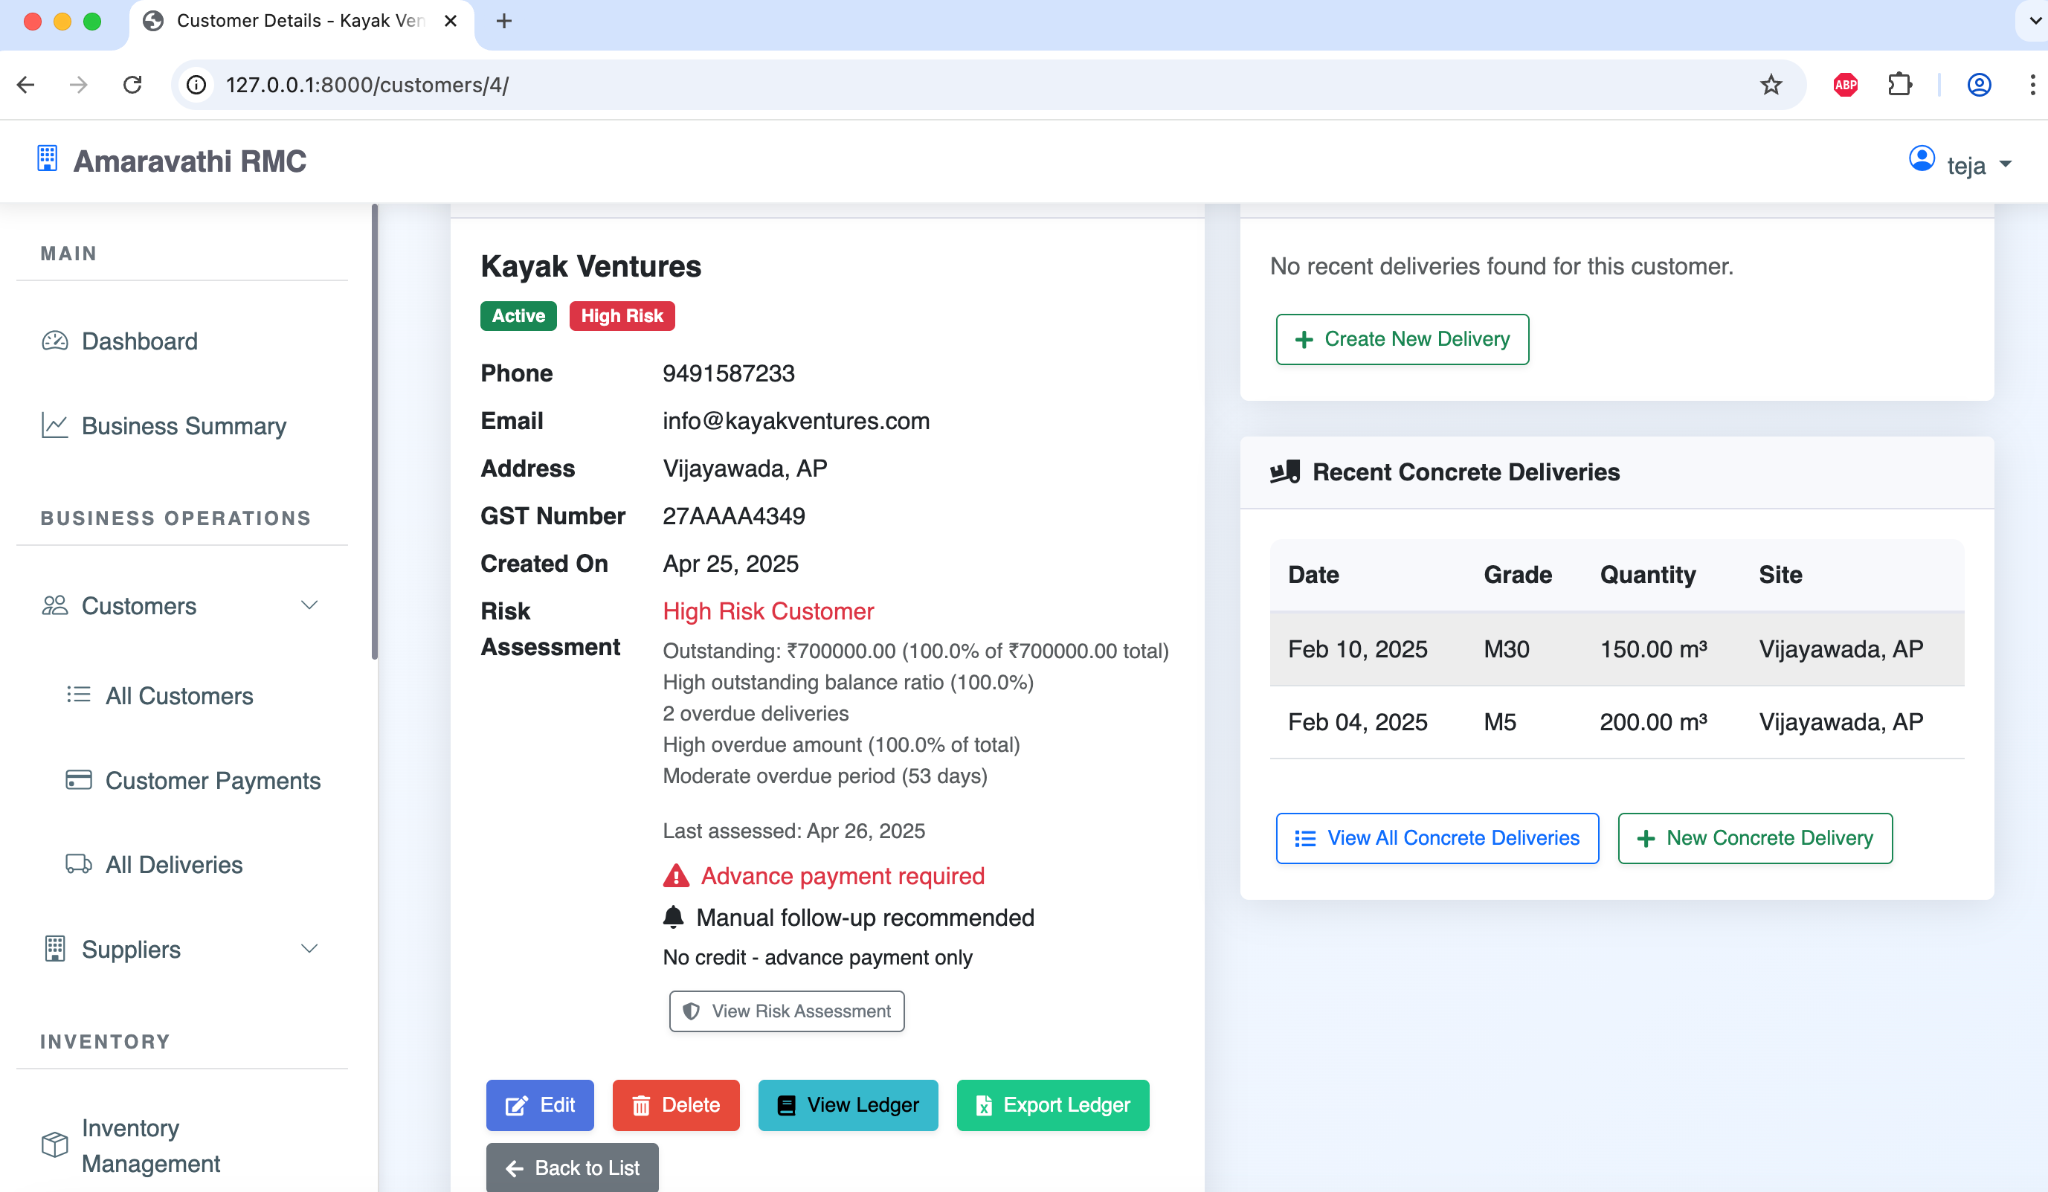 Customer Details - Kayak Ven
127.0.0.1:8000/customers/4/
ABP
Amaravathi RMC
teja
MAIN
Dashboard
Business Summary
BUSINESS OPERATIONS
Customers
All Customers
Customer Payments
All Deliveries
Suppliers
INVENTORY
Inventory
Management
Kayak Ventures
Active High Risk
Phone 9491587233
Email info@kayakventures.com
Address Vijayawada, AP
GST Number 27AAAA4349
Created On Apr 25, 2025
Risk
Assessment
High Risk Customer
Outstanding: ₹700000.00 (100.0% of ₹700000.00 total)
High outstanding balance ratio (100.0%)
2 overdue deliveries
High overdue amount (100.0% of total)
Moderate overdue period (53 days)
Last assessed: Apr 26, 2025
Advance payment required
Manual follow-up recommended
No credit - advance payment only
View Risk Assessment
Edit Delete View Ledger Export Ledger
Back to List
No recent deliveries found for this customer.
Create New Delivery
Recent Concrete Deliveries
Date Grade Quantity Site
Feb 10, 2025 M30 150.00 m³ Vijayawada, AP
Feb 04, 2025 M5 200.00 m³ Vijayawada, AP
View All Concrete Deliveries New Concrete Delivery